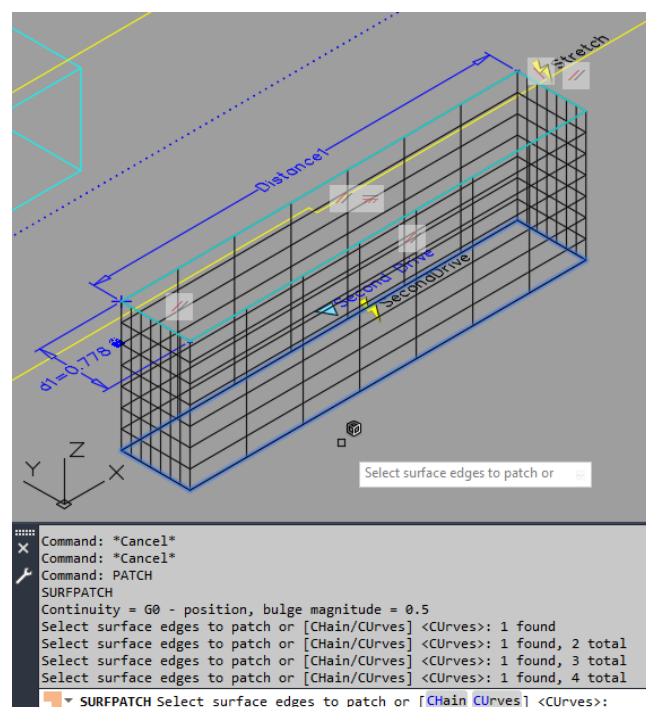 Stretch
Distance1
Second Drive
SecondDrive
d1=0.778
Z
Y
X
Select surface edges to patch or
Command: *Cancel*
Command: *Cancel*
Command: PATCH
SURFPATCH
Continuity = G0 - position, bulge magnitude = 0.5
Select surface edges to patch or [CHain/CUrves] <CUrves>: 1 found
Select surface edges to patch or [CHain/CUrves] <CUrves>: 1 found, 2 total
Select surface edges to patch or [CHain/CUrves] <CUrves>: 1 found, 3 total
Select surface edges to patch or [CHain/CUrves] <CUrves>: 1 found, 4 total
SURFPATCH Select surface edges to patch or [CHain CUrves] <CUrves>: